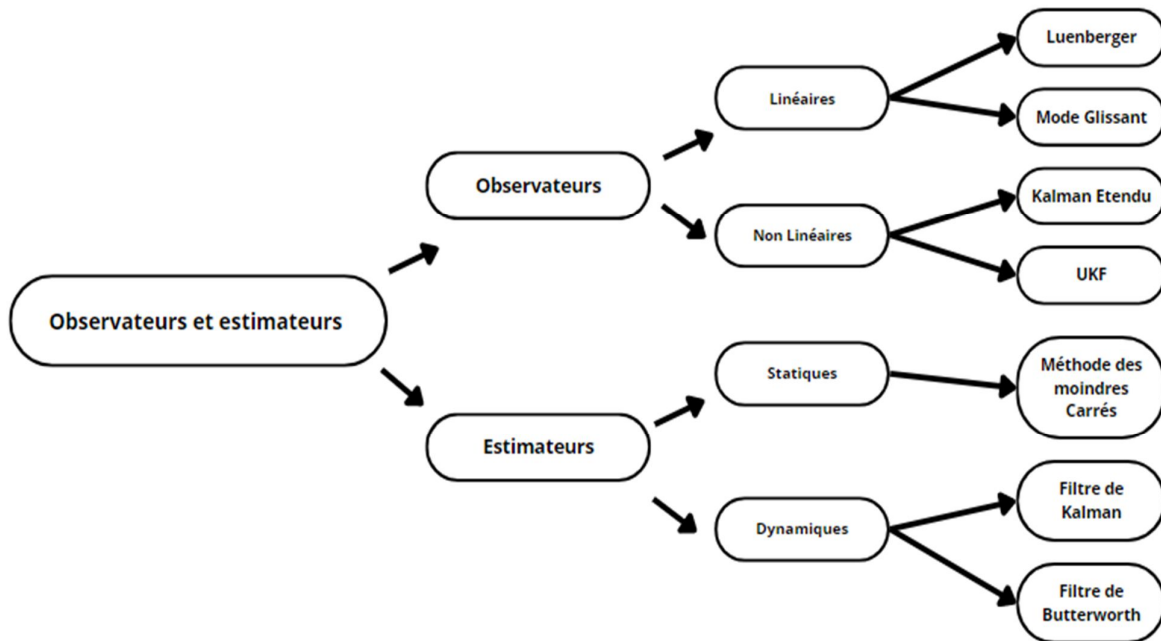 Luenberger
Linéaires
Mode Glissant
Observateurs
Kalman Etendu
Non Linéaires
UKF
Observateurs et estimateurs
Statiques
Méthode des
moindres
Carrés
Estimateurs
Filtre de
Kalman
Dynamiques
Filtre de
Butterworth